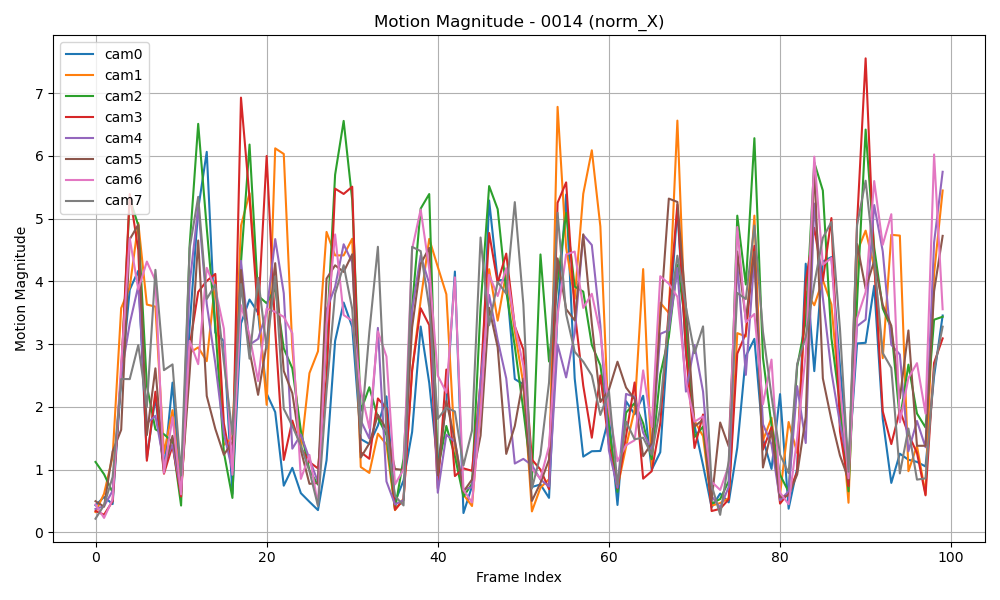 Motion Magnitude - 0014 (norm_X)
cam0
cam1
cam2
cam3
cam4
cam5
cam6
cam7
Motion Magnitude
7
6
5
4
3
2
1
0
0 20 40 60 80 100
Frame Index